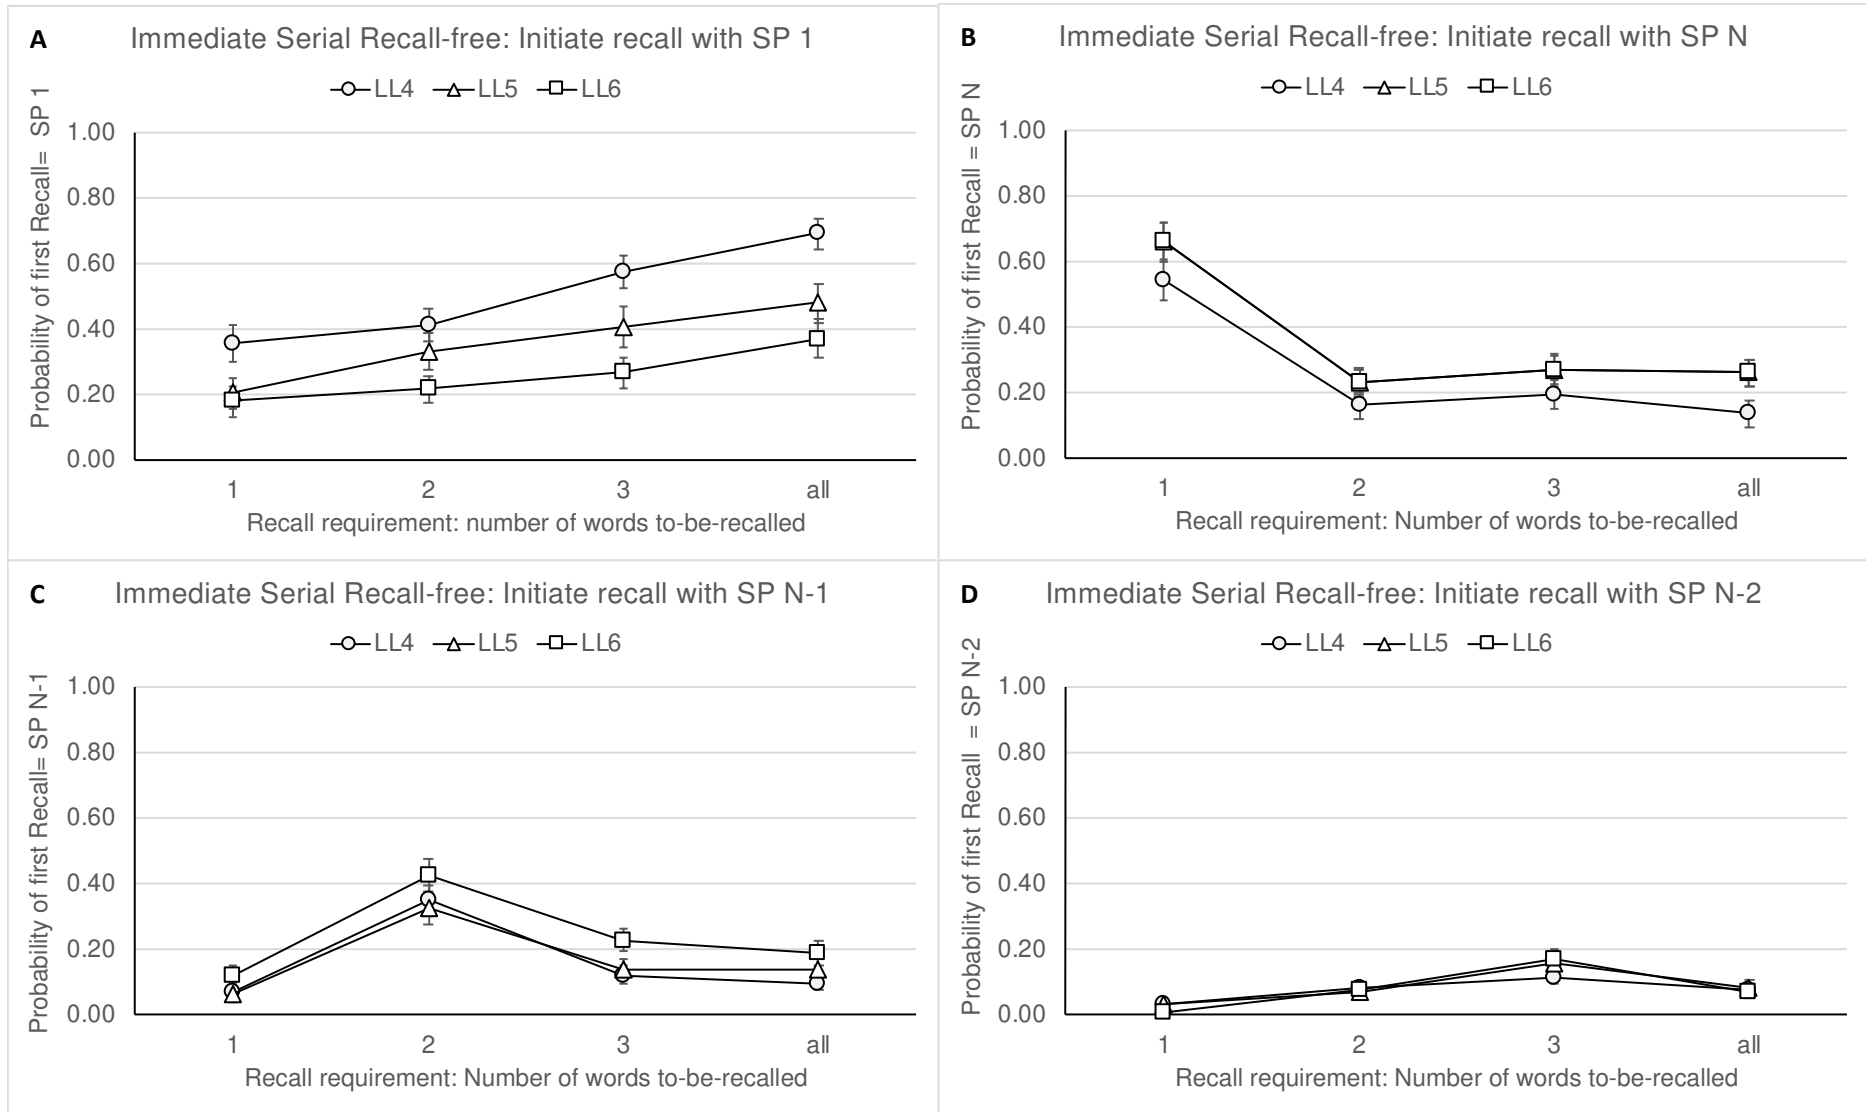 A
Immediate Serial Recall-free: Initiate recall with SP 1
LL4 LL5 LL6
Probability of first Recall= SP 1
1.00
0.80
0.60
0.40
0.20
0.00
1 2 3 all
Recall requirement: number of words to-be-recalled
B
Immediate Serial Recall-free: Initiate recall with SP N
LL4 LL5 LL6
Probability of first Recall = SP N
1.00
0.80
0.60
0.40
0.20
0.00
1 2 3 all
Recall requirement: Number of words to-be-recalled
C
Immediate Serial Recall-free: Initiate recall with SP N-1
LL4 LL5 LL6
Probability of first Recall= SP N-1
1.00
0.80
0.60
0.40
0.20
0.00
1 2 3 all
Recall requirement: Number of words to-be-recalled
D
Immediate Serial Recall-free: Initiate recall with SP N-2
LL4 LL5 LL6
Probability of first Recall = SP N-2
1.00
0.80
0.60
0.40
0.20
0.00
1 2 3 all
Recall requirement: Number of words to-be-recalled